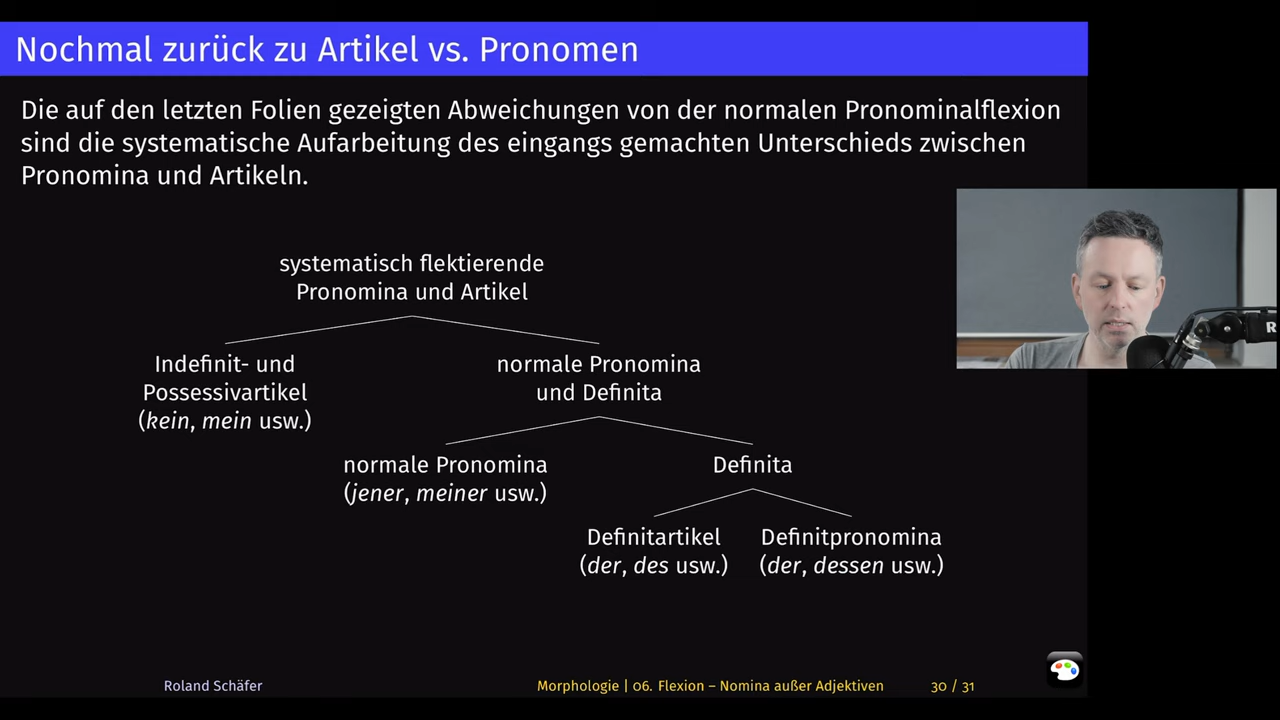 Nochmal zurück zu Artikel vs. Pronomen
Die auf den letzten Folien gezeigten Abweichungen von der normalen Pronominalflexion
sind die systematische Aufarbeitung des eingangs gemachten Unterschieds zwischen
Pronomina und Artikeln.
systematisch flektierende
Pronomina und Artikel
Indefinit- und
Possessivartikel
(kein, mein usw.)
normale Pronomina
und Definita
normale Pronomina
(jener, meiner usw.)
Definita
Definitartikel
(der, des usw.)
Definitpronomina
(der, dessen usw.)
R
Roland Schäfer
Morphologie | 06. Flexion – Nomina außer Adjektiven
30 / 31